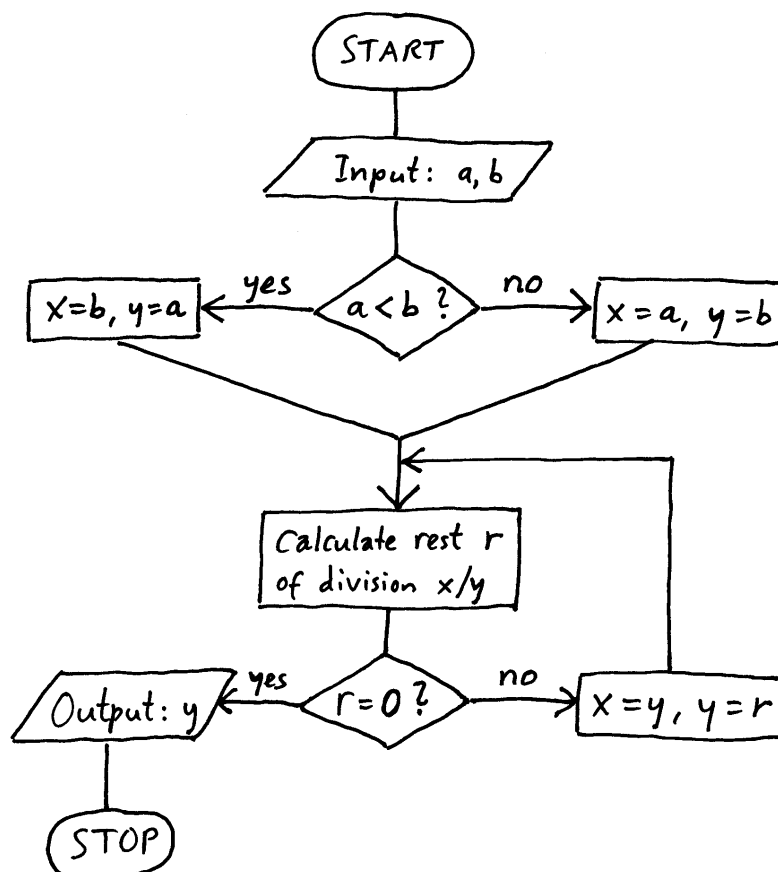 START
Input: a, b
a < b ?
yes
no
x=b, y=a
x = a, y=b
Calculate rest r
of division x/y
r=0?
yes
no
Output: y
x=y, y=r
STOP